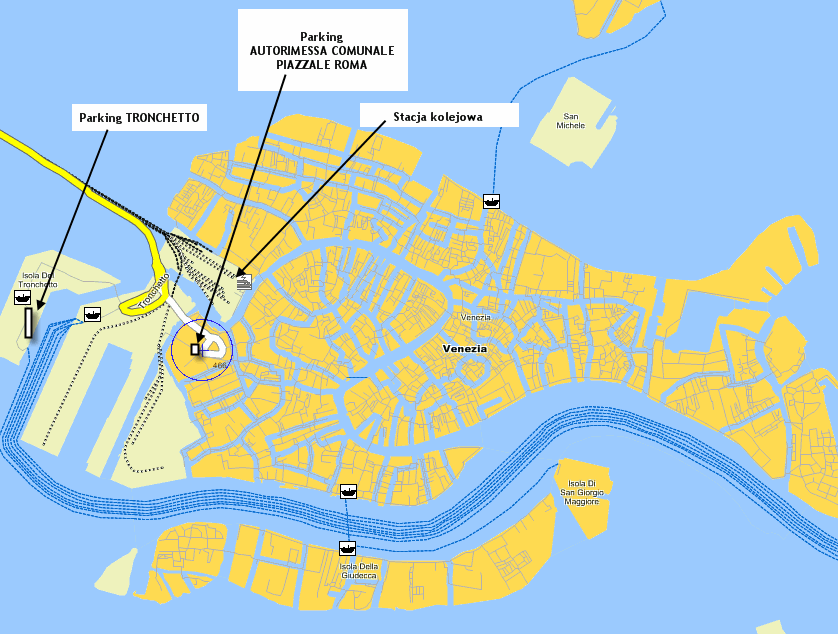 Parking
AUTORIMESSA COMUNALE
PIAZZALE ROMA
Parking TRONCHETTO
Stacja kolejowa
San
Michele
Isola Del
Tronchetto
Tronchetto
Venezia
Venezia
466
Isola Di
San Giorgio
Maggiore
Isola Della
Giudecca